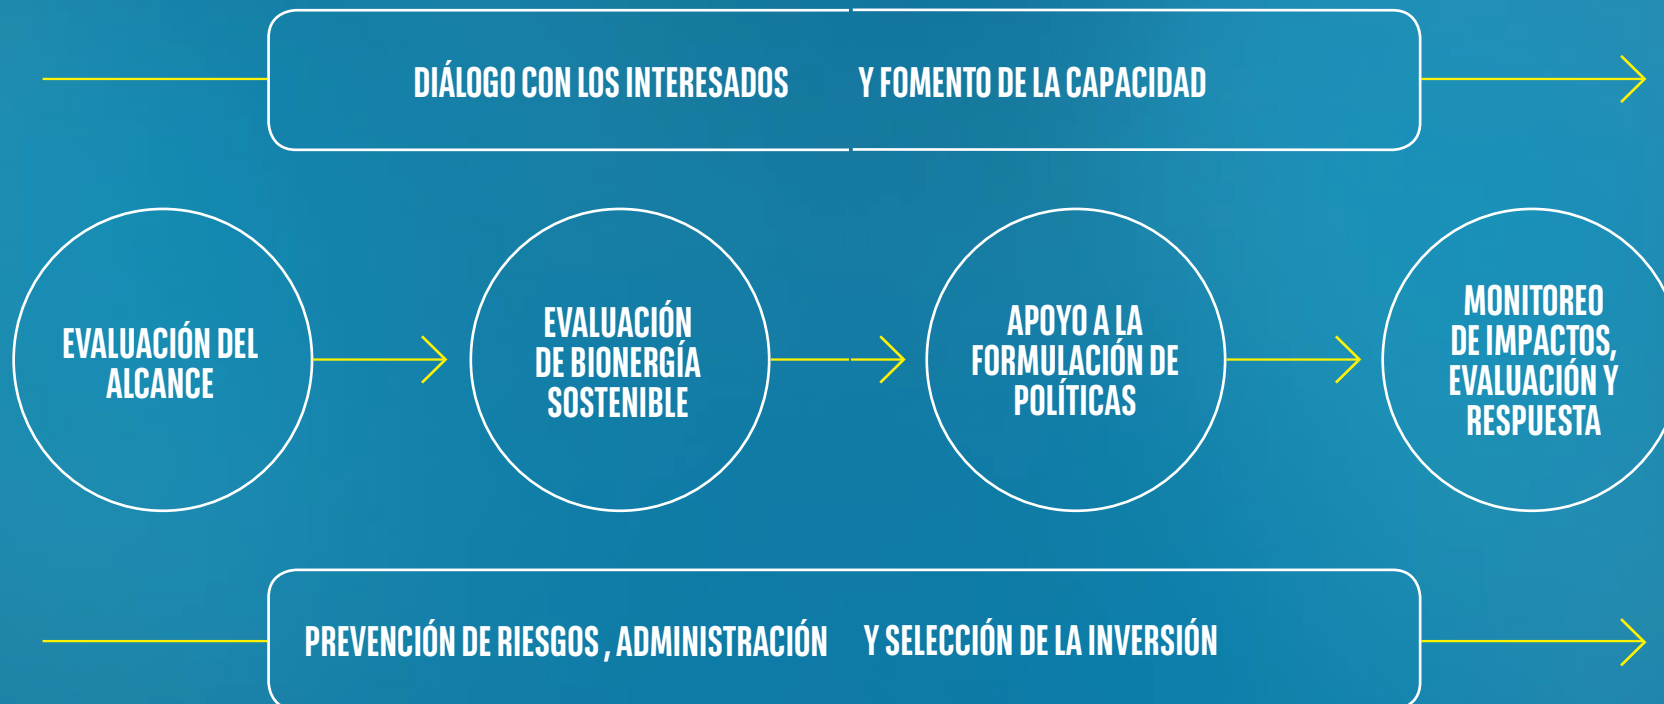 DIÁLOGO CON LOS INTERESADOS Y FOMENTO DE LA CAPACIDAD
EVALUACIÓN DEL
ALCANCE
EVALUACIÓN
DE BIONERGÍA
SOSTENIBLE
APOYO A LA
FORMULACIÓN DE
POLÍTICAS
MONITOREO
DE IMPACTOS,
EVALUACIÓN Y
RESPUESTA
PREVENCIÓN DE RIESGOS , ADMINISTRACIÓN Y SELECCIÓN DE LA INVERSIÓN